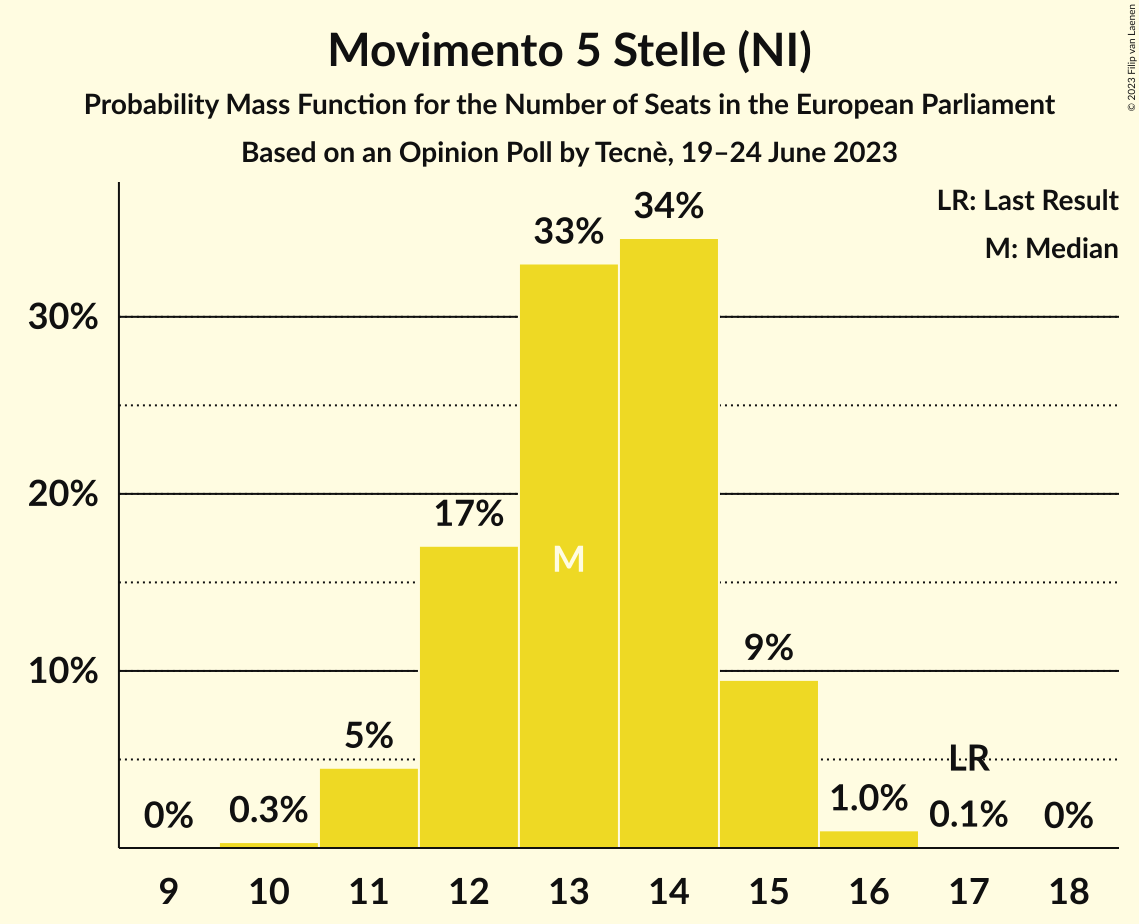 Movimento 5 Stelle (NI)
Probability Mass Function for the Number of Seats in the European Parliament
Based on an Opinion Poll by Tecnè, 19–24 June 2023
© 2023 Filip van Laenen
LR: Last Result
M: Median
34%
33%
30%
20%
17%
M
10%
9%
5%
LR
0%
0.3%
1.0%
0.1%
0%
9 10 11 12 13 14 15 16 17 18